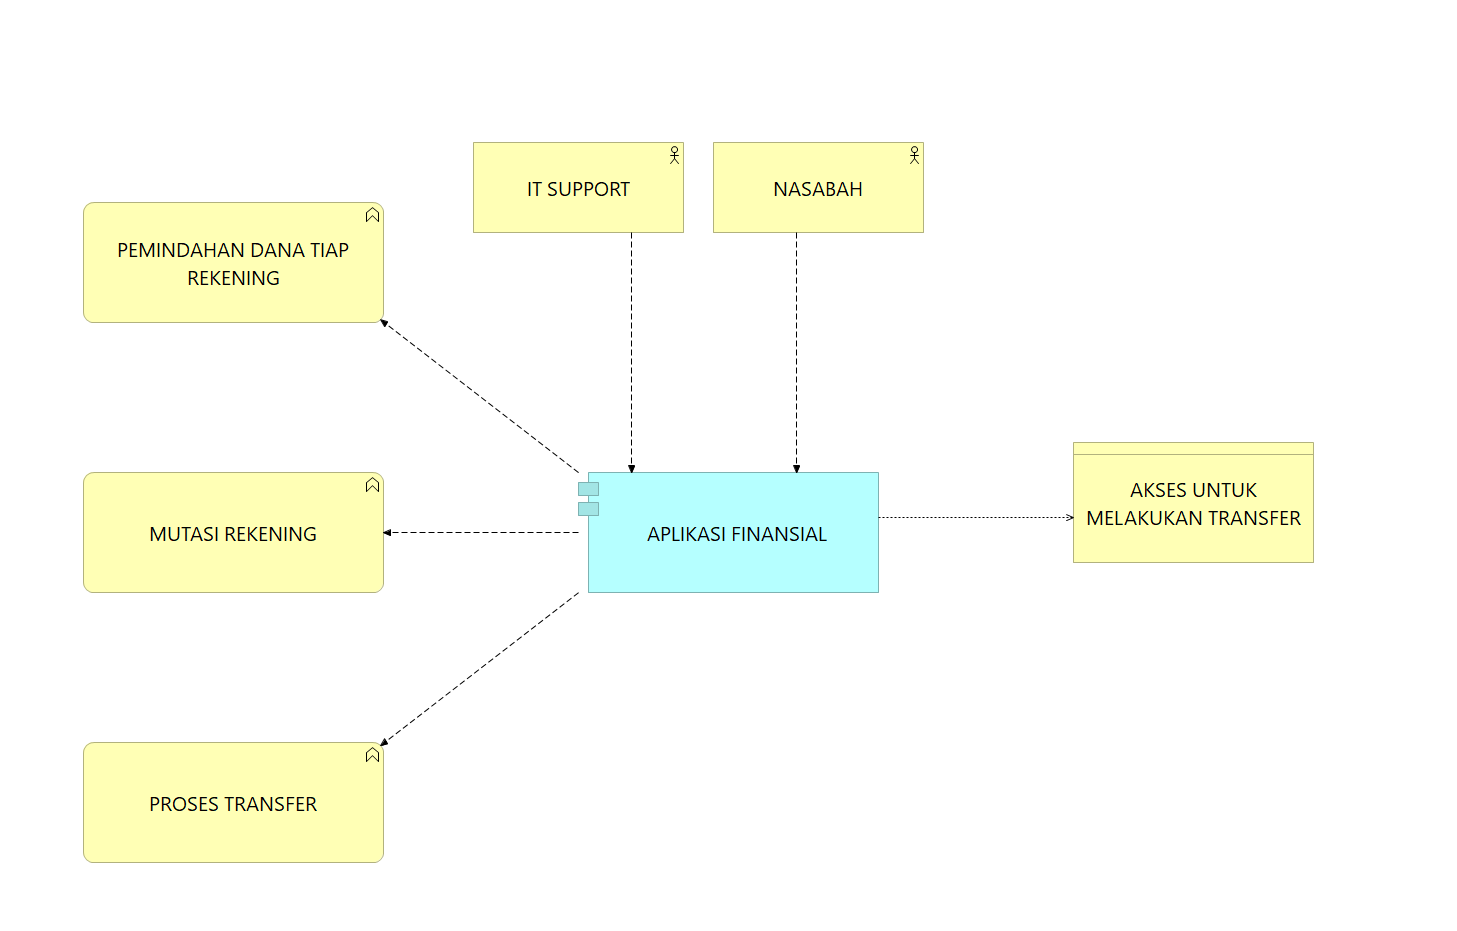 IT SUPPORT
NASABAH
PEMINDAHAN DANA TIAP
REKENING
MUTASI REKENING
APLIKASI FINANSIAL
AKSES UNTUK
MELAKUKAN TRANSFER
PROSES TRANSFER